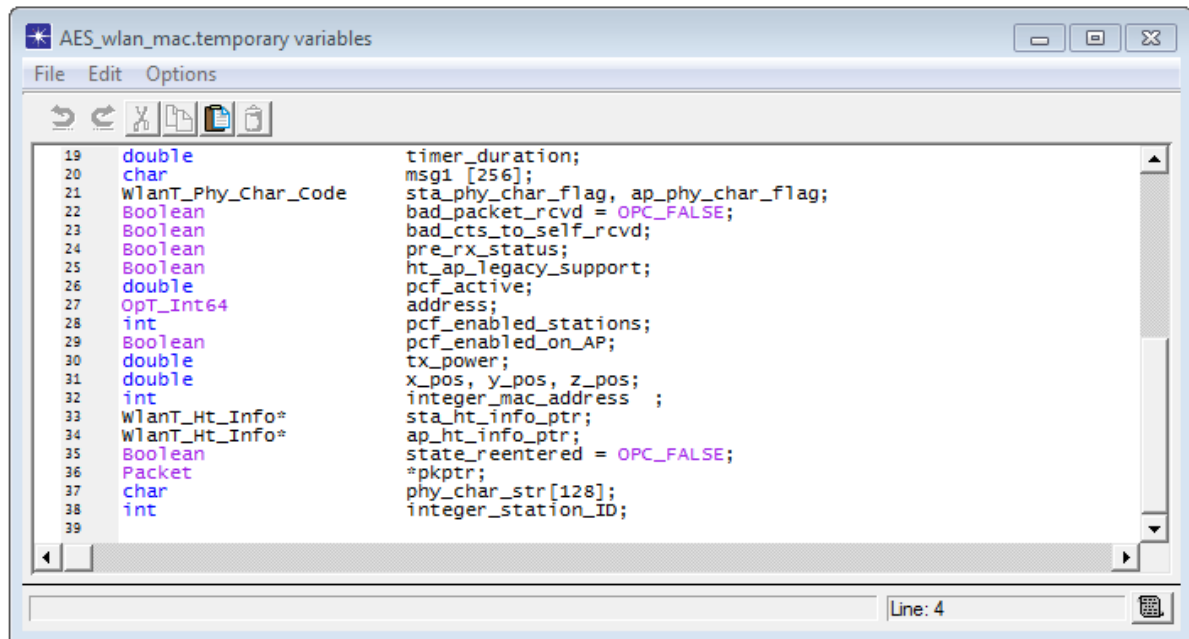 AES_wlan_mac.temporary variables
File Edit Options
19 double timer_duration;
20 char msg1 [256];
21 WlanT_Phy_Char_Code sta_phy_char_flag, ap_phy_char_flag;
22 Boolean bad_packet_rcvd = OPC_FALSE;
23 Boolean bad_cts_to_self_rcvd;
24 Boolean pre_rx_status;
25 Boolean ht_ap_legacy_support;
26 double pcf_active;
27 OpT_Int64 address;
28 int pcf_enabled_stations;
29 Boolean pcf_enabled_on_AP;
30 double tx_power;
31 double x_pos, y_pos, z_pos;
32 int integer_mac_address ;
33 WlanT_Ht_Info* sta_ht_info_ptr;
34 WlanT_Ht_Info* ap_ht_info_ptr;
35 Boolean state_reentered = OPC_FALSE;
36 Packet *pkptr;
37 char phy_char_str[128];
38 int integer_station_ID;
39
Line: 4